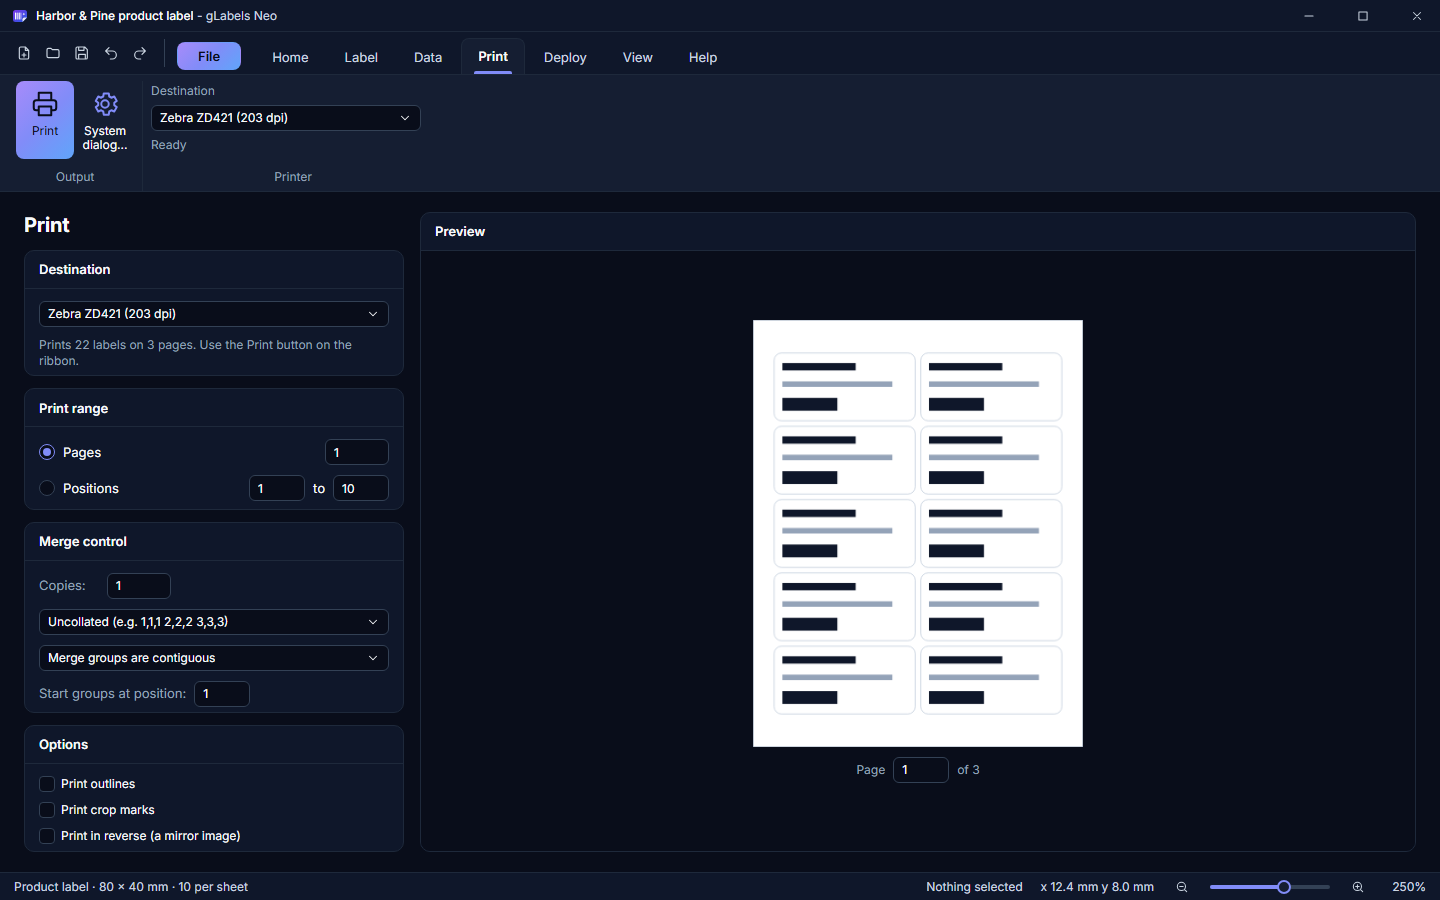 Harbor & Pine product label - gLabels Neo
File
Home
Label
Data
Print
Deploy
View
Help
Print
System dialog...
Output
Destination
Zebra ZD421 (203 dpi)
Ready
Printer
Print
Destination
Zebra ZD421 (203 dpi)
Prints 22 labels on 3 pages. Use the Print button on the
ribbon.
Print range
Pages
1
Positions
1 to 10
Merge control
Copies: 1
Uncollated (e.g. 1,1,1 2,2,2 3,3,3)
Merge groups are contiguous
Start groups at position: 1
Options
Print outlines
Print crop marks
Print in reverse (a mirror image)
Preview
Page 1 of 3
Product label · 80 × 40 mm · 10 per sheet
Nothing selected
x 12.4 mm y 8.0 mm
250%